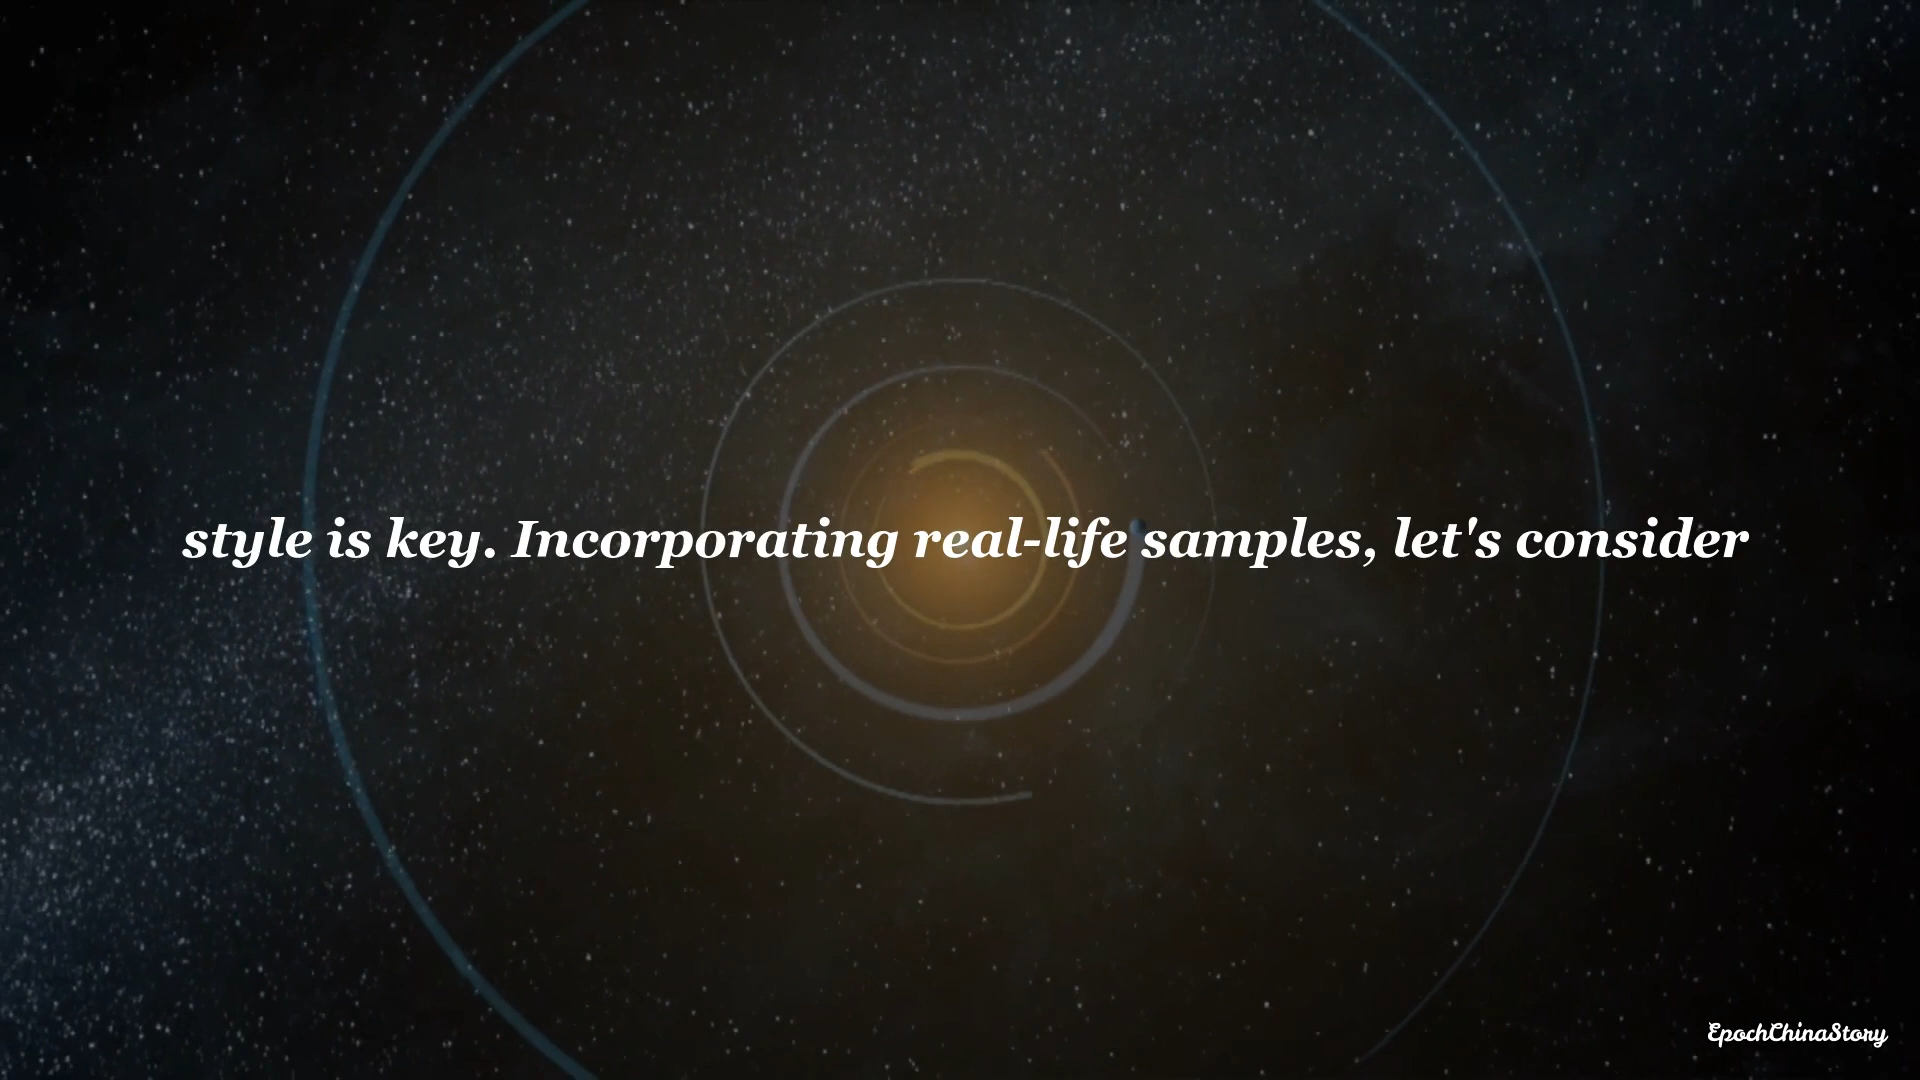 style is key. Incorporating real-life samples, let's consider
EpochChinaStory